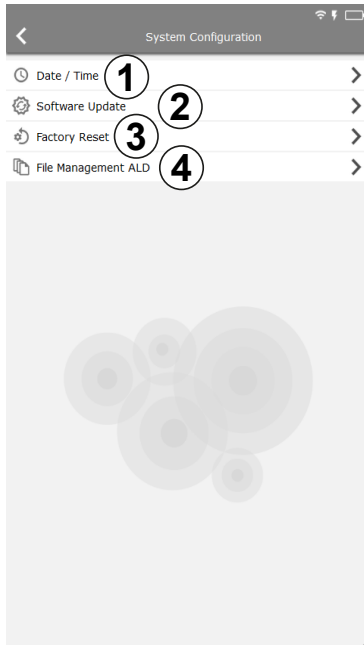 System Configuration
Date / Time 1
Software Update 2
Factory Reset 3
File Management ALD 4